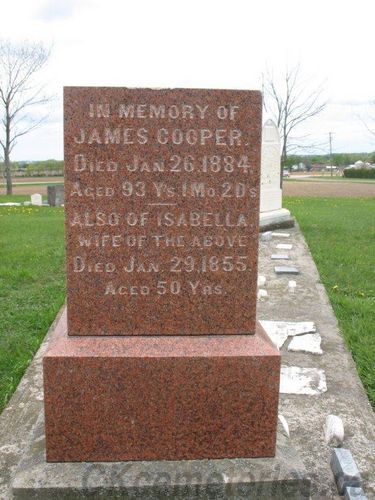 IN MEMORY OF
JAMES COOPER.
DIED JAN. 26. 1884.
AGED 93 YS 1 MO. 2 DS
ALSO OF ISABELLA.
WIFE OF THE ABOVE
DIED JAN. 29. 1855.
AGED 50 YRS.